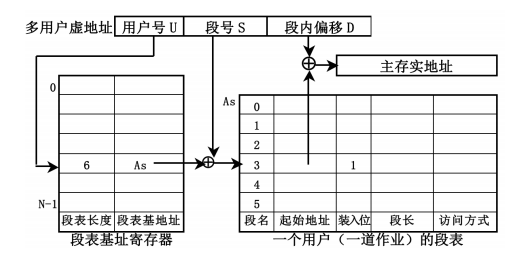 多用户虚地址 用户号 U 段号 S 段内偏移 D
主存实地址
0
As 0
1
2
6 As 3 1
4
N-1 5
段表长度 段表基地址 段名 起始地址 装入位 段长 访问方式
段表基址寄存器 一个用户（一道作业）的段表